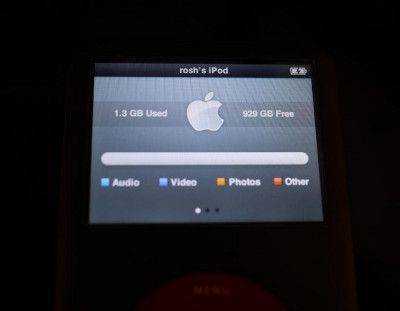 rosh's iPod
1.3 GB Used 929 GB Free
Audio Video Photos Other
MENU